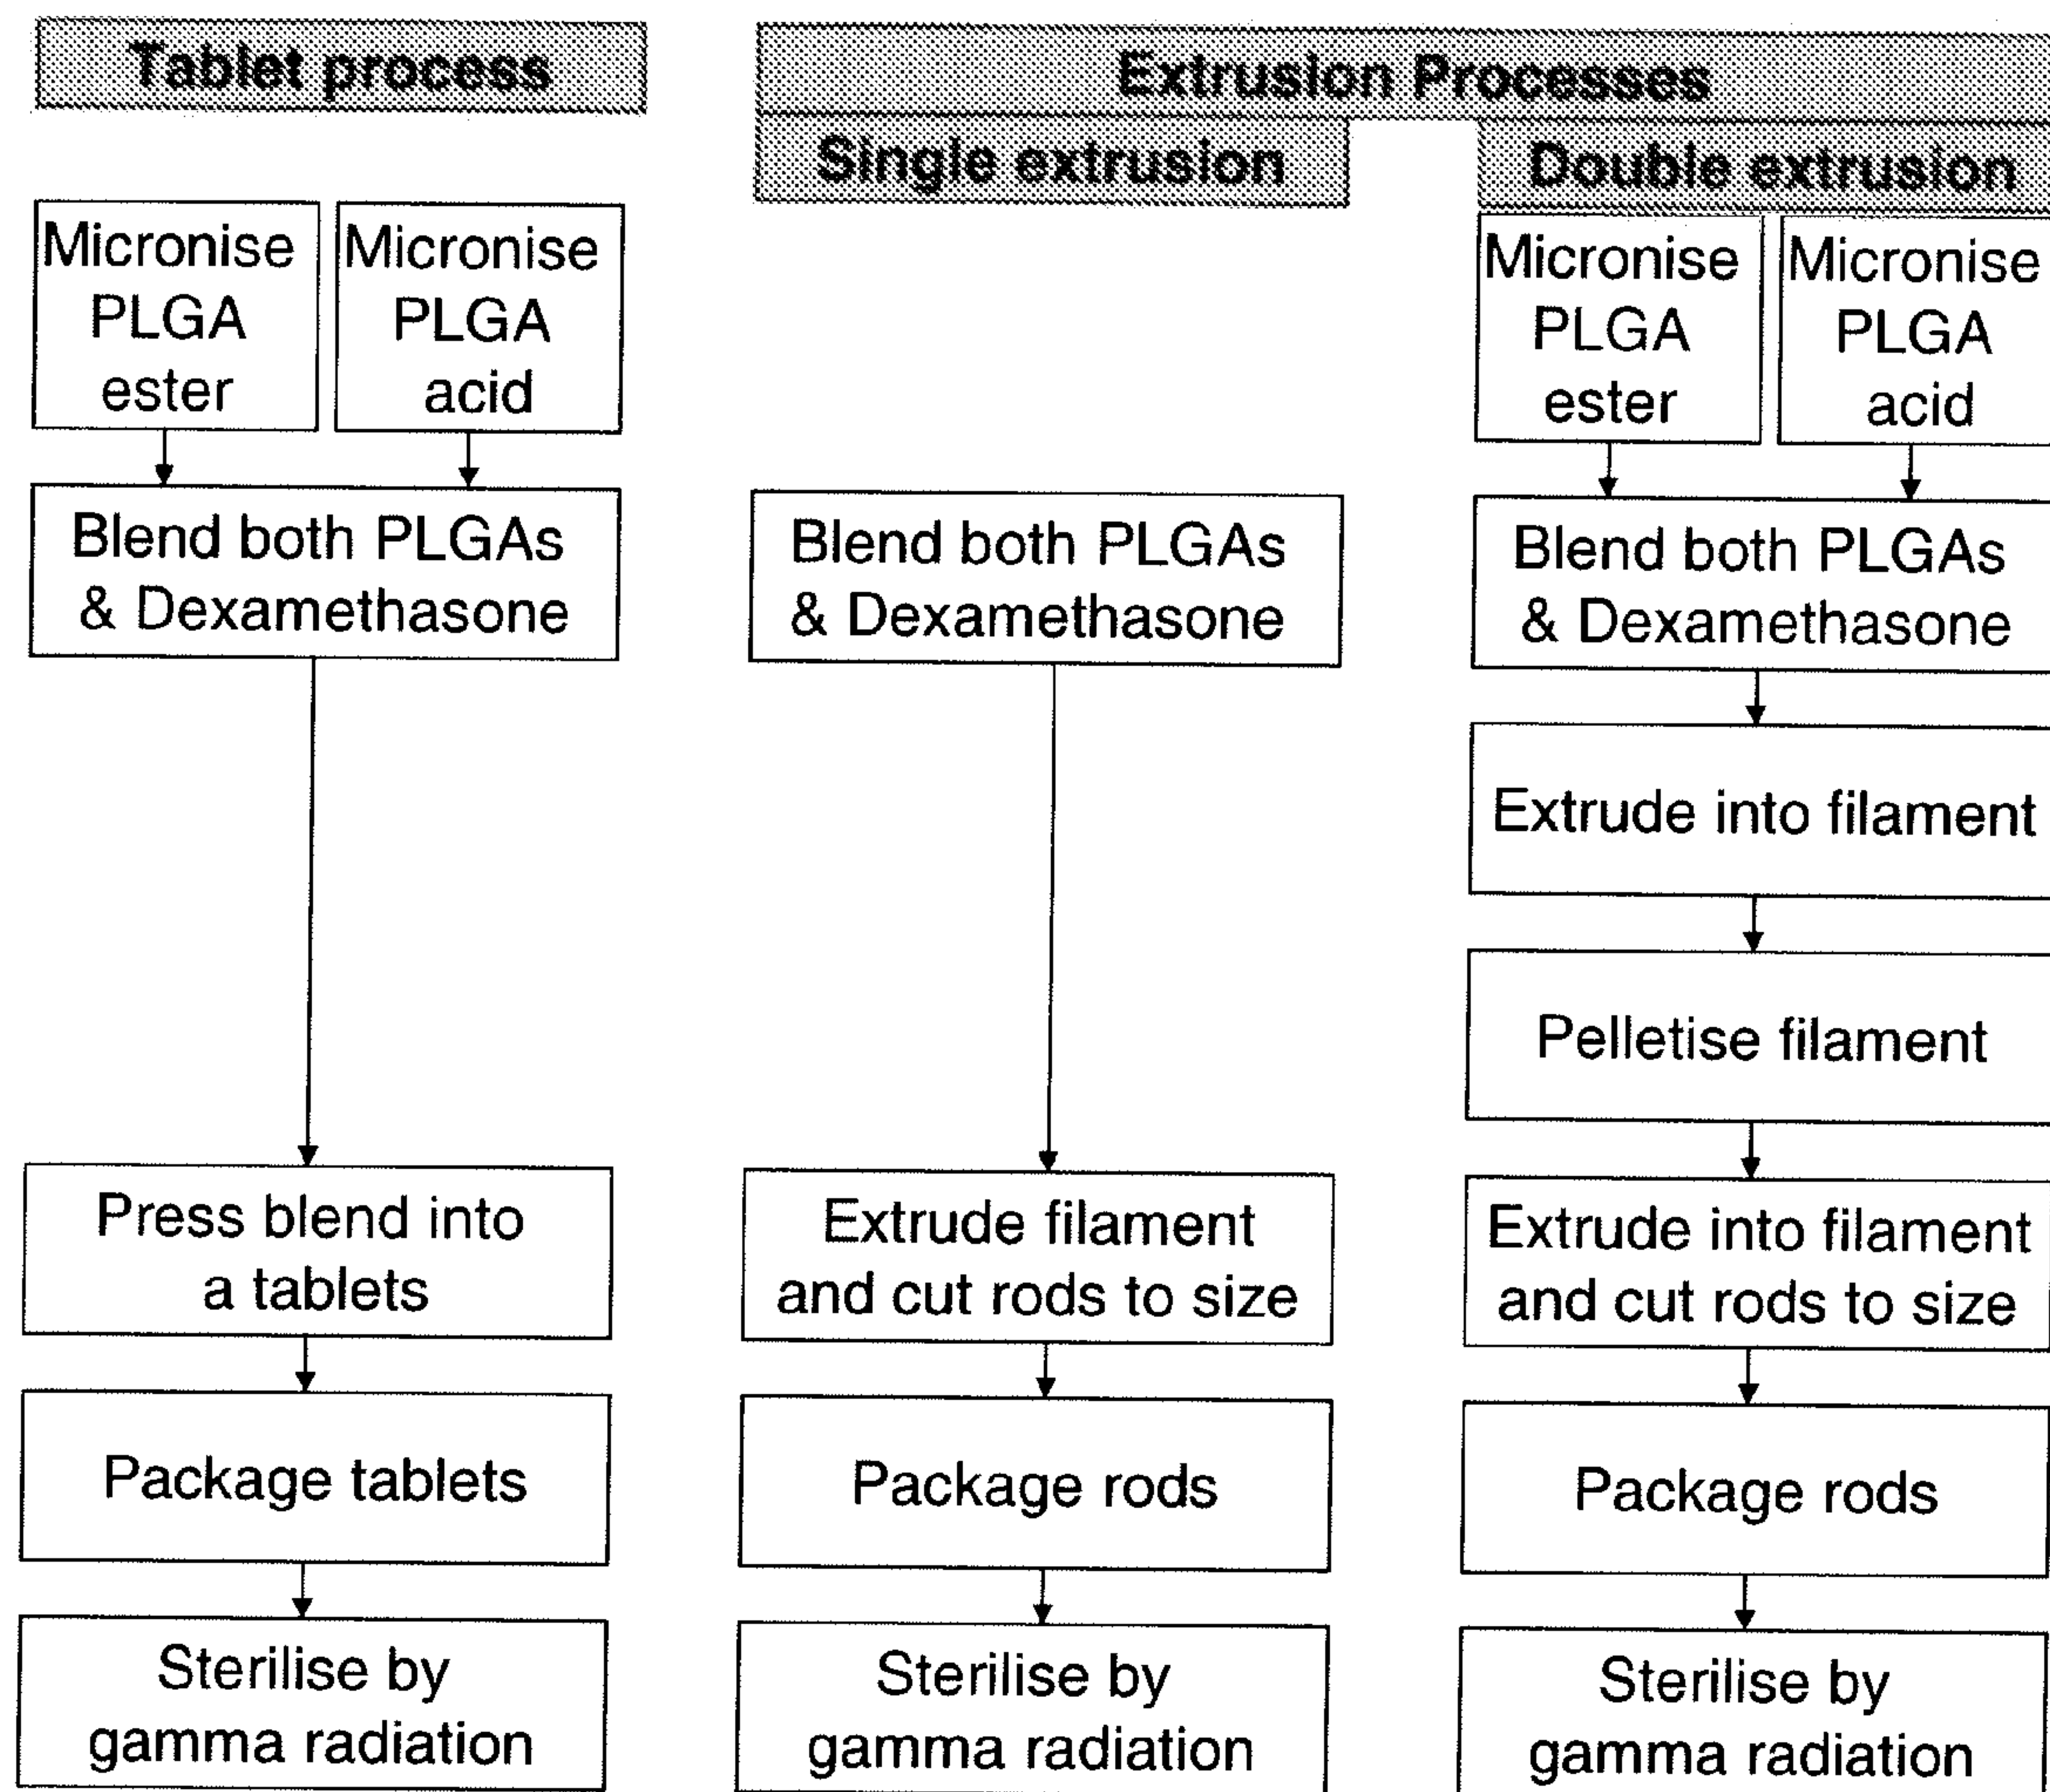 Tablet process
Extrusion Processes
Single extrusion
Double extrusion
Micronise
PLGA
ester
Micronise
PLGA
acid
Blend both PLGAs
& Dexamethasone
Press blend into
a tablets
Package tablets
Sterilise by
gamma radiation
Blend both PLGAs
& Dexamethasone
Extrude filament
and cut rods to size
Package rods
Sterilise by
gamma radiation
Micronise
PLGA
ester
Micronise
PLGA
acid
Blend both PLGAs
& Dexamethasone
Extrude into filament
Pelletise filament
Extrude into filament
and cut rods to size
Package rods
Sterilise by
gamma radiation